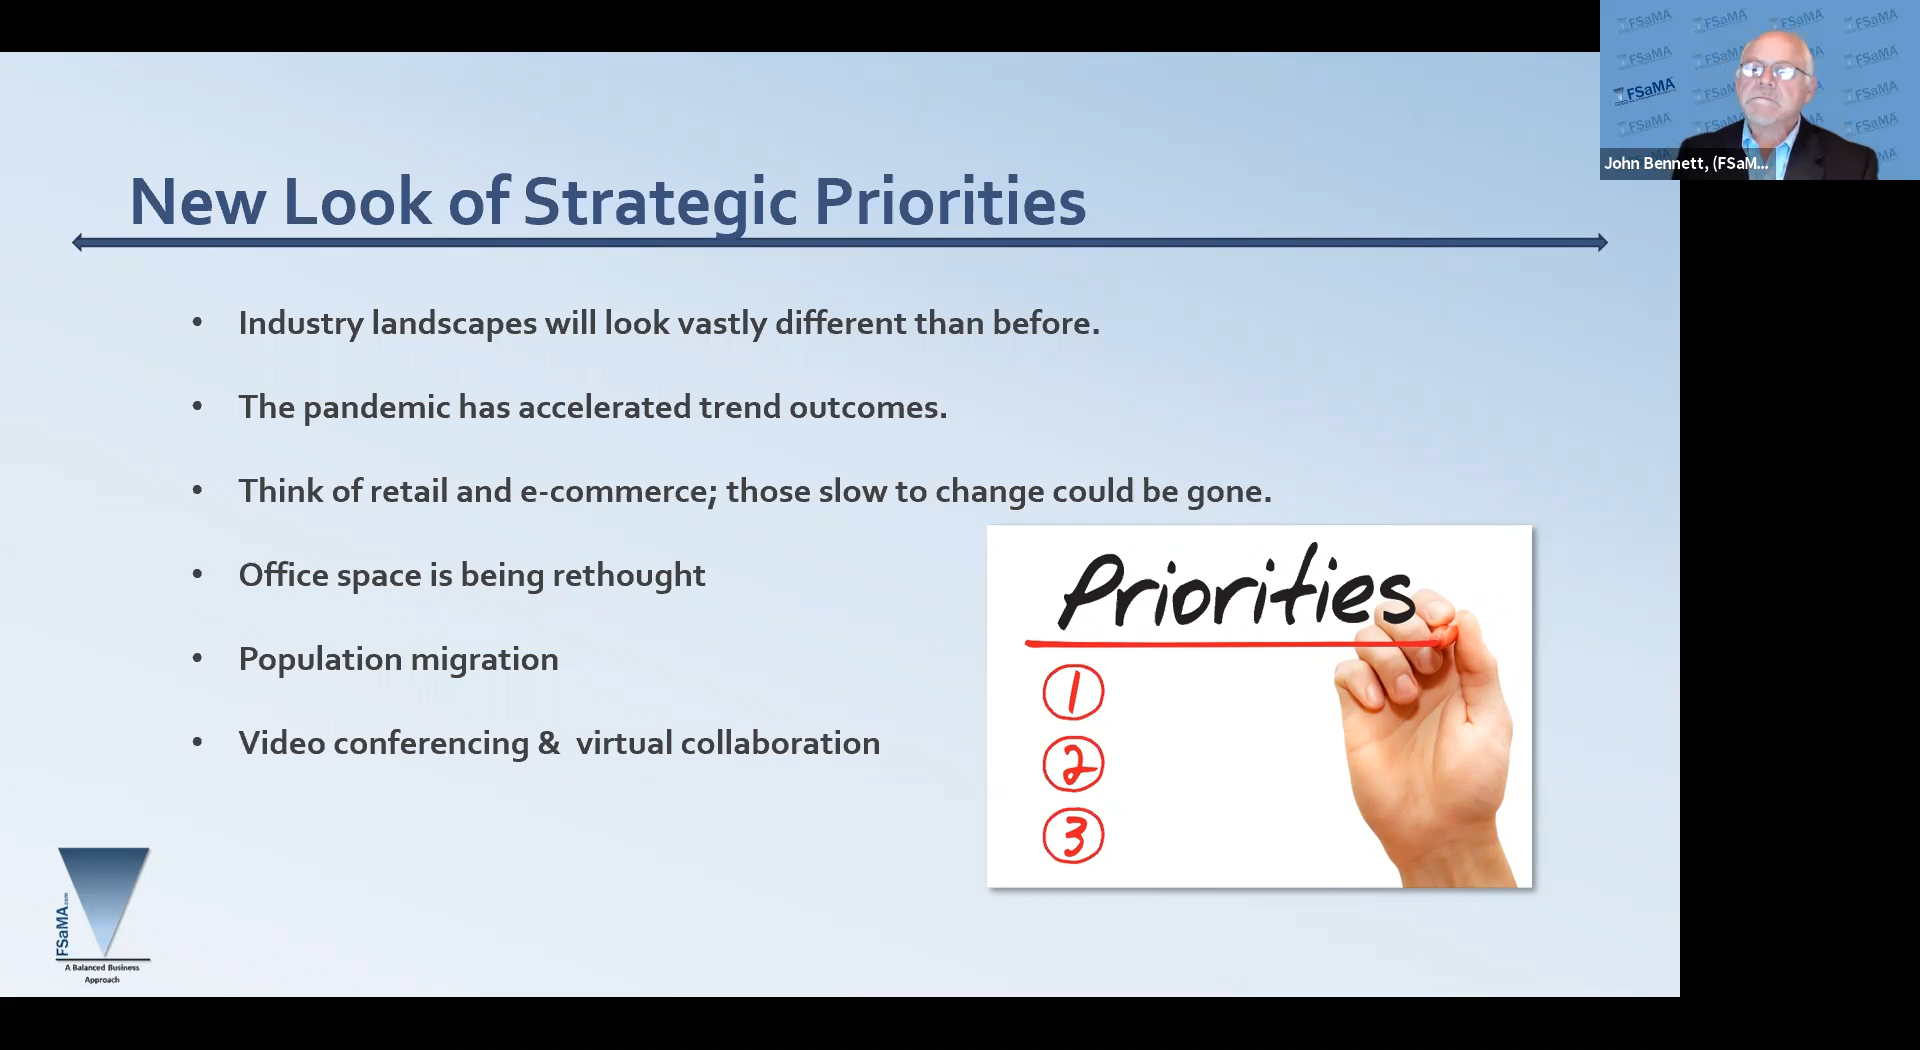 New Look of Strategic Priorities
• Industry landscapes will look vastly different than before.
• The pandemic has accelerated trend outcomes.
• Think of retail and e-commerce; those slow to change could be gone.
• Office space is being rethought
• Population migration
• Video conferencing &  virtual collaboration
Priorities
1
2
3
FSaMA.com
A Balanced Business
Approach
FSaMA
John Bennett, (FSaM...